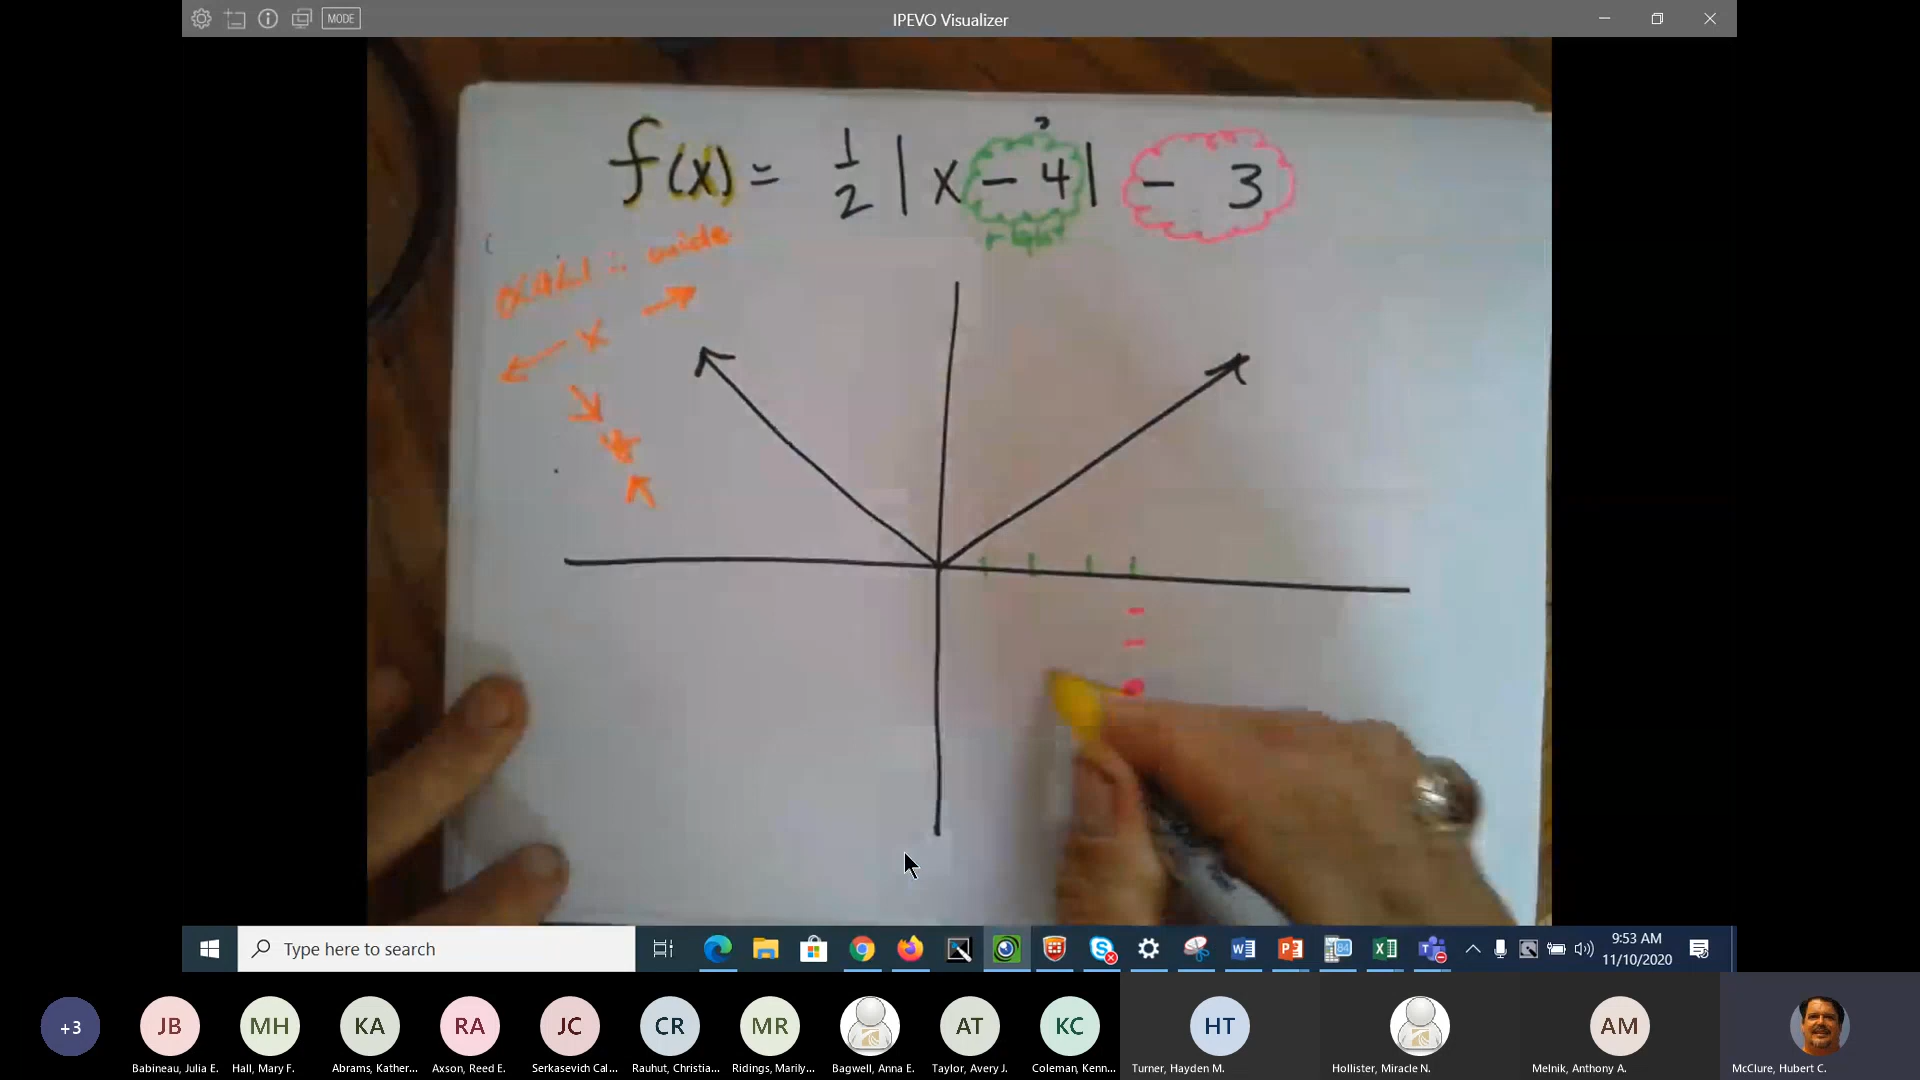 MODE
IPEVO Visualizer
f(x) = 1/2 |x - 4| - 3
right
0<A<1 : wide
Type here to search
9:53 AM
11/10/2020
+3
JB
MH
KA
RA
JC
CR
MR
AT
KC
HT
AM
Babineau, Julia E.
Hall, Mary F.
Abrams, Kather...
Axson, Reed E.
Serkasevich Cal...
Rauhut, Christia...
Ridings, Marily...
Bagwell, Anna E.
Taylor, Avery J.
Coleman, Kenn...
Turner, Hayden M.
Hollister, Miracle N.
Melnik, Anthony A.
McClure, Hubert C.